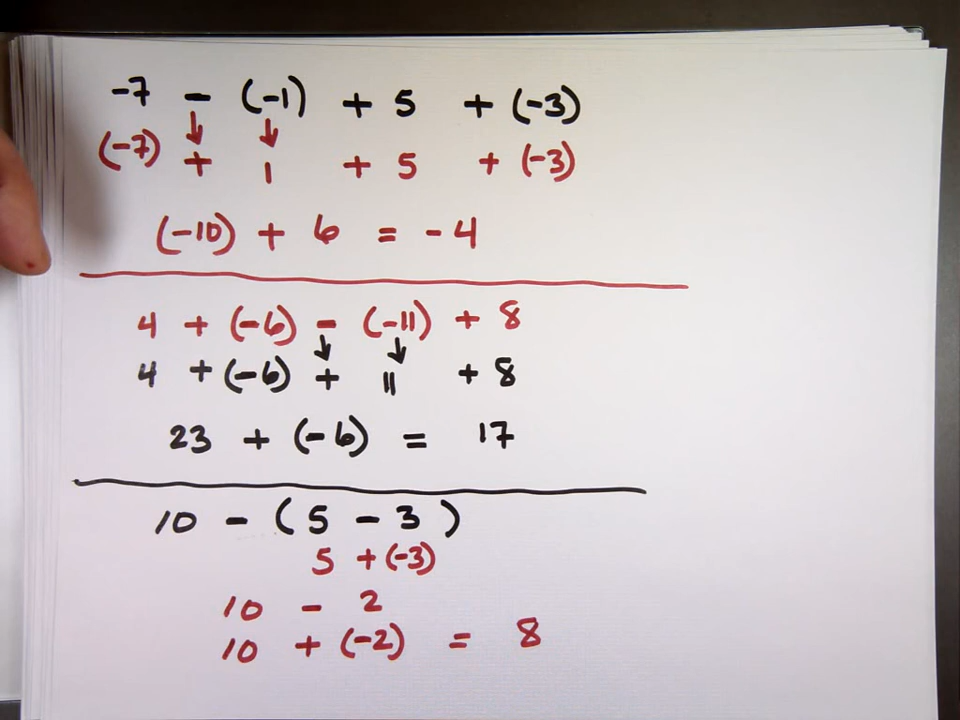 -7 - (-1) + 5 + (-3)
(-7) + 1 + 5 + (-3)
(-10) + 6 = -4
4 + (-6) - (-11) + 8
4 + (-6) + 11 + 8
23 + (-6) = 17
10 - (5 - 3)
5 + (-3)
10 - 2
10 + (-2) = 8